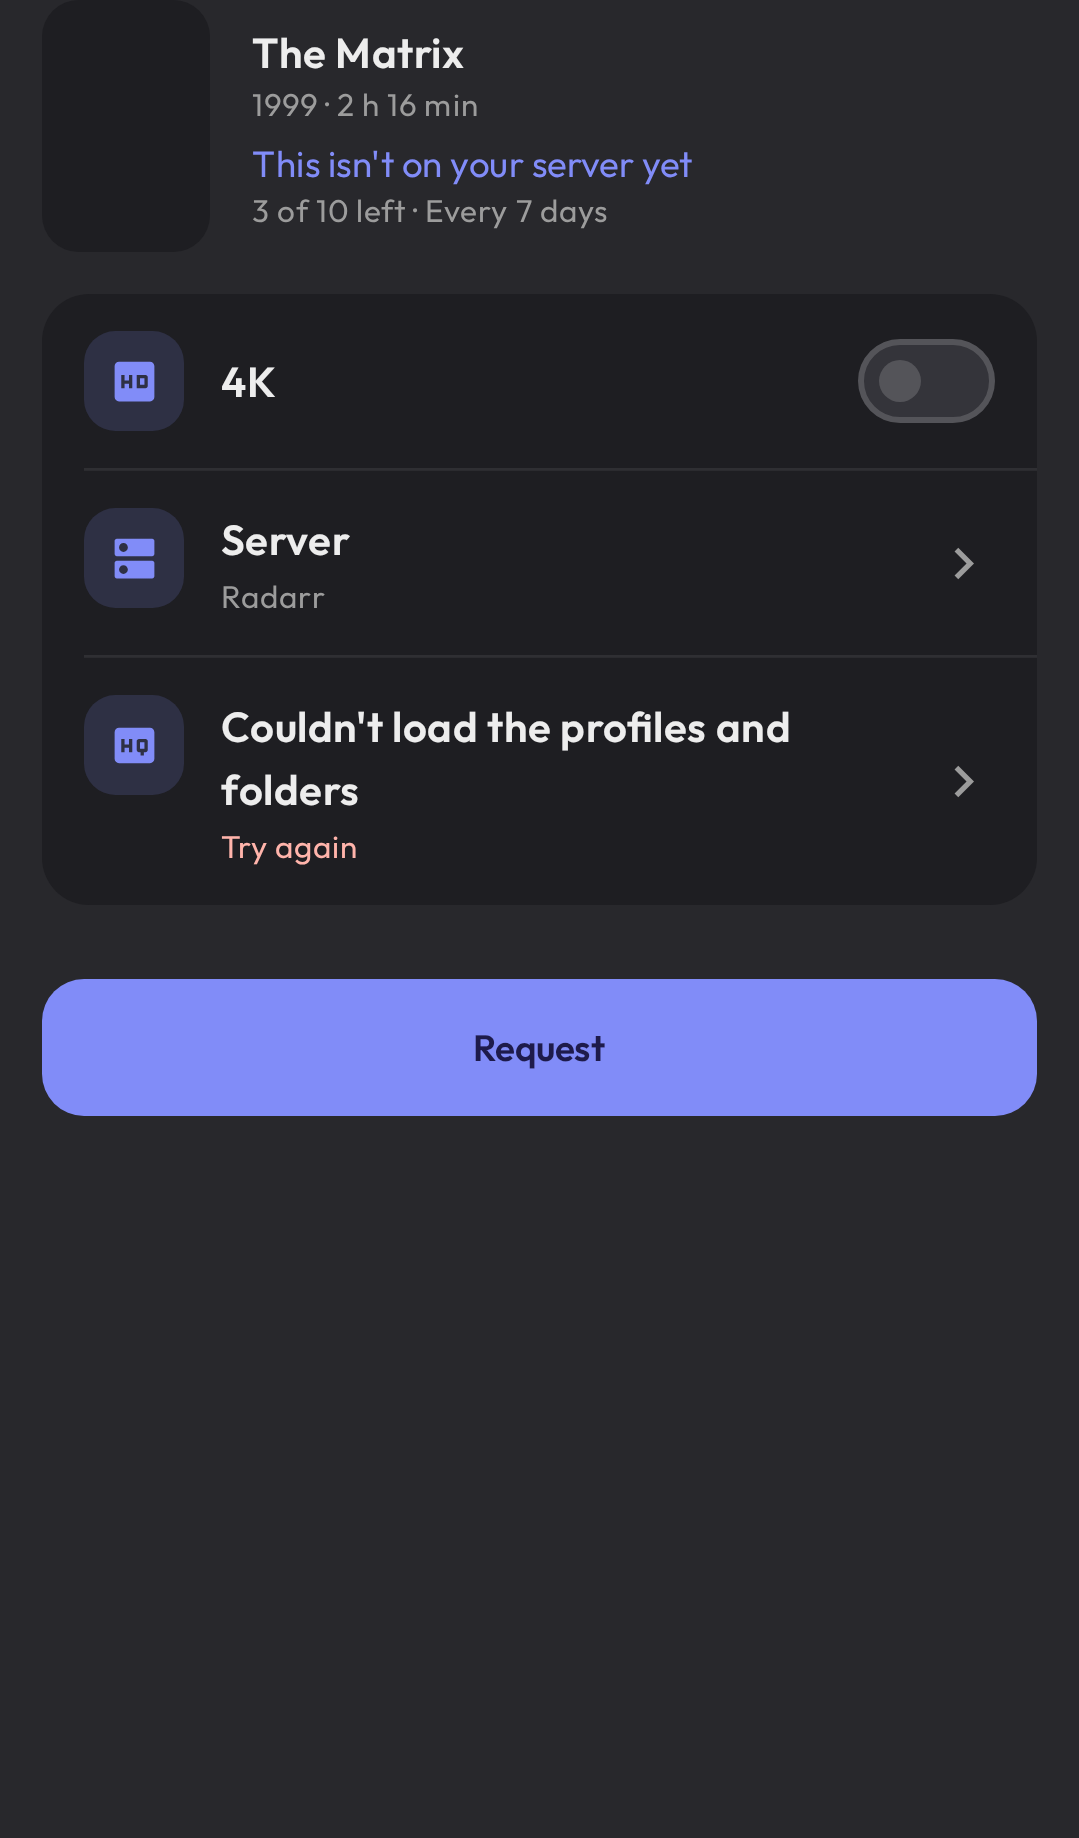 The Matrix
1999 · 2 h 16 min
This isn't on your server yet
3 of 10 left · Every 7 days
HD
4K
Server
Radarr
HQ
Couldn't load the profiles and
folders
Try again
Request